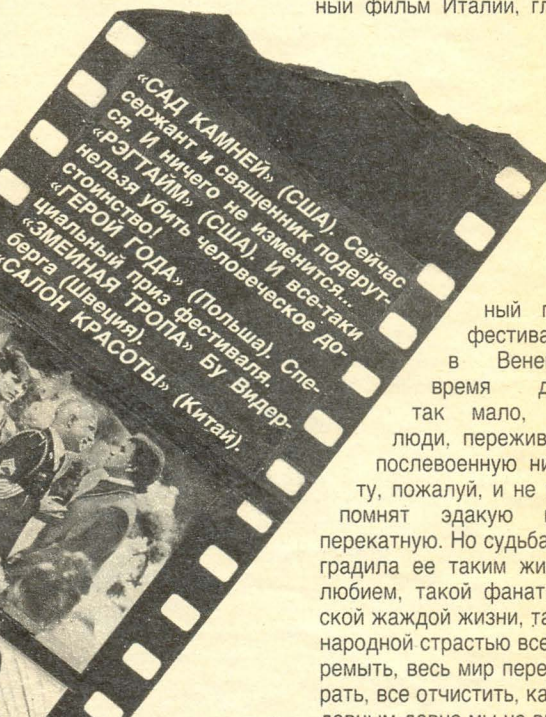 ный фильм Италии, гл
«САД КАМНЕЙ» (США). Сейчас
сержант и священник подерут-
ся. И ничего не изменится...
«РЭГТАЙМ» (США). И все-таки
нельзя убить человеческое до-
стоинство!
«ГЕРОЙ ГОДА» (Польша). Спе-
циальный приз фестиваля.
«ЗМЕИНАЯ ТРОПА» Бу Видер-
берга (Швеция).
«САЛОН КРАСОТЫ» (Китай).
ный п
фестива
в Вене
время д
так мало,
люди, пережив
послевоенную ни
ту, пожалуй, и не
помнят эдакую
перекатную. Но судьба
градила ее таким жи
любием, такой фанат
ской жаждой жизни, та
народной страстью все
ремыть, весь мир пере
рать, все отчистить, ка